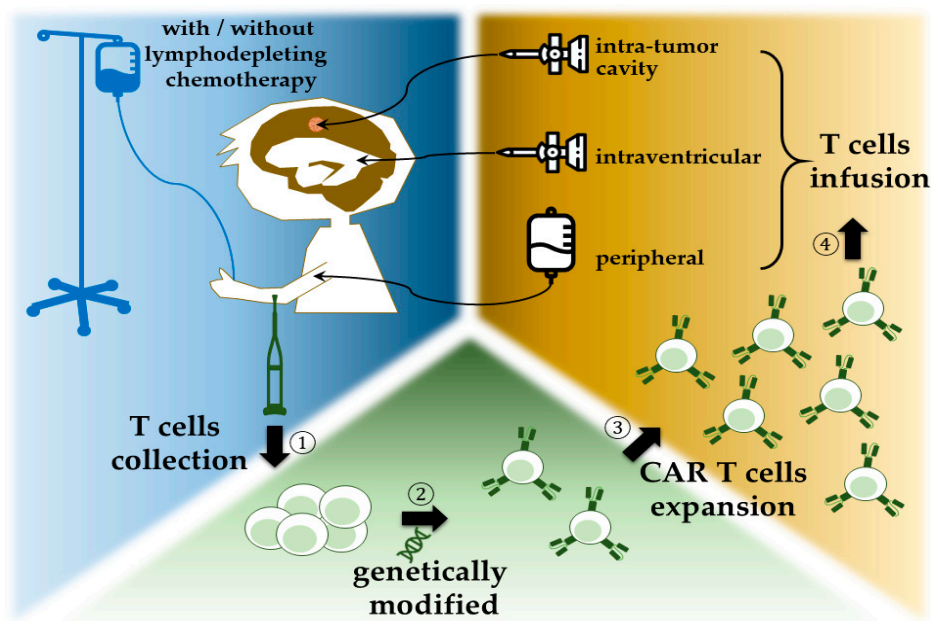 with / without
lymphodepleting
chemotherapy
intra-tumor
cavity
intraventricular
peripheral
T cells
infusion
④
T cells
collection
①
②
genetically
modified
③
CAR T cells
expansion